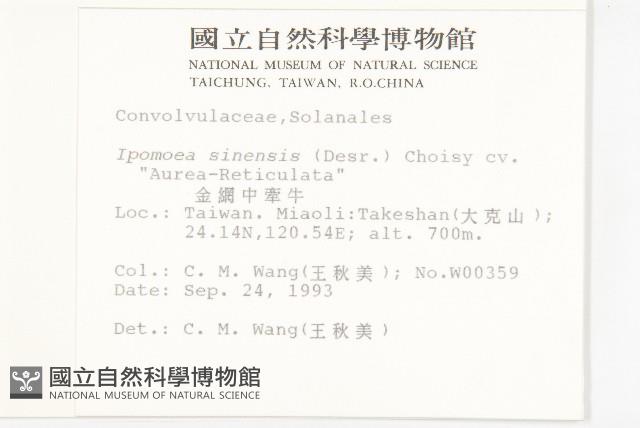 國立自然科學博物館
NATIONAL MUSEUM OF NATURAL SCIENCE
TAICHUNG, TAIWAN, R.O.CHINA
Convolvulaceae,Solanales
Ipomoea sinensis (Desr.) Choisy cv.
"Aurea-Reticulata"
金網中牽牛
Loc.: Taiwan. Miaoli:Takeshan(大克山);
24.14N,120.54E; alt. 700m.
Col.: C. M. Wang(王秋美); No.W00359
Date: Sep. 24, 1993
Det.: C. M. Wang(王秋美)
國立自然科學博物館
NATIONAL MUSEUM OF NATURAL SCIENCE